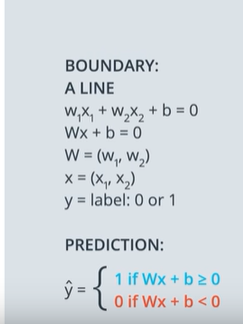 BOUNDARY:
A LINE
w₁x₁ + w₂x₂ + b = 0
Wx + b = 0
W = (w₁, w₂)
x = (x₁, x₂)
y = label: 0 or 1
PREDICTION:
ŷ = { 1 if Wx + b ≥ 0
0 if Wx + b < 0